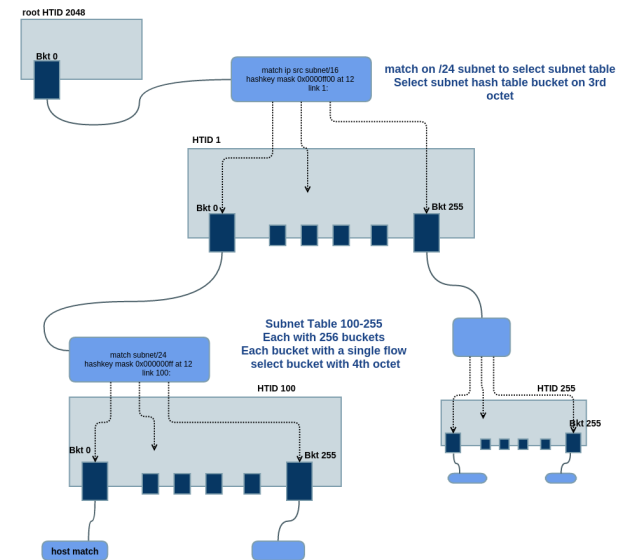 root HTID 2048
Bkt 0
match ip src subnet/16
hashkey mask 0x0000ff00 at 12
link 1:
match on /24 subnet to select subnet table
Select subnet hash table bucket on 3rd
octet
HTID 1
Bkt 0
Bkt 255
Subnet Table 100-255
Each with 256 buckets
Each bucket with a single flow
select bucket with 4th octet
match subnet/24
hashkey mask 0x000000ff at 12
link 100:
HTID 100
HTID 255
Bkt 255
Bkt 0
Bkt 255
host match